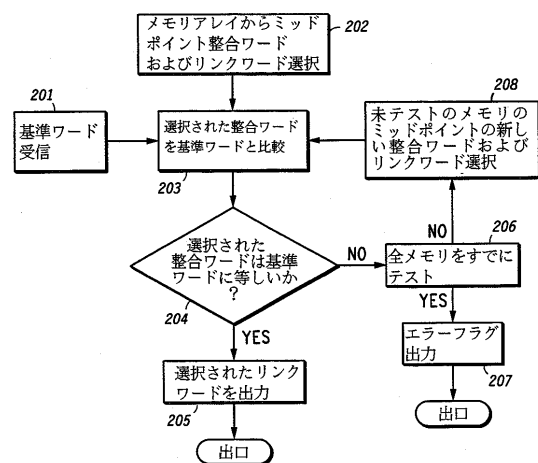 メモリアレイからミッド
ポイント整合ワード
およびリンクワード選択
202
201
基準ワード
受信
選択された整合ワード
を基準ワードと比較
203
208
未テストのメモリの
ミッドポイントの新し
い整合ワードおよび
リンクワード選択
選択された
整合ワードは基準
ワードに等しいか
?
204
NO
YES
NO
206
全メモリをすでに
テスト
YES
選択されたリンク
ワードを出力
205
エラーフラグ
出力
207
出口
出口